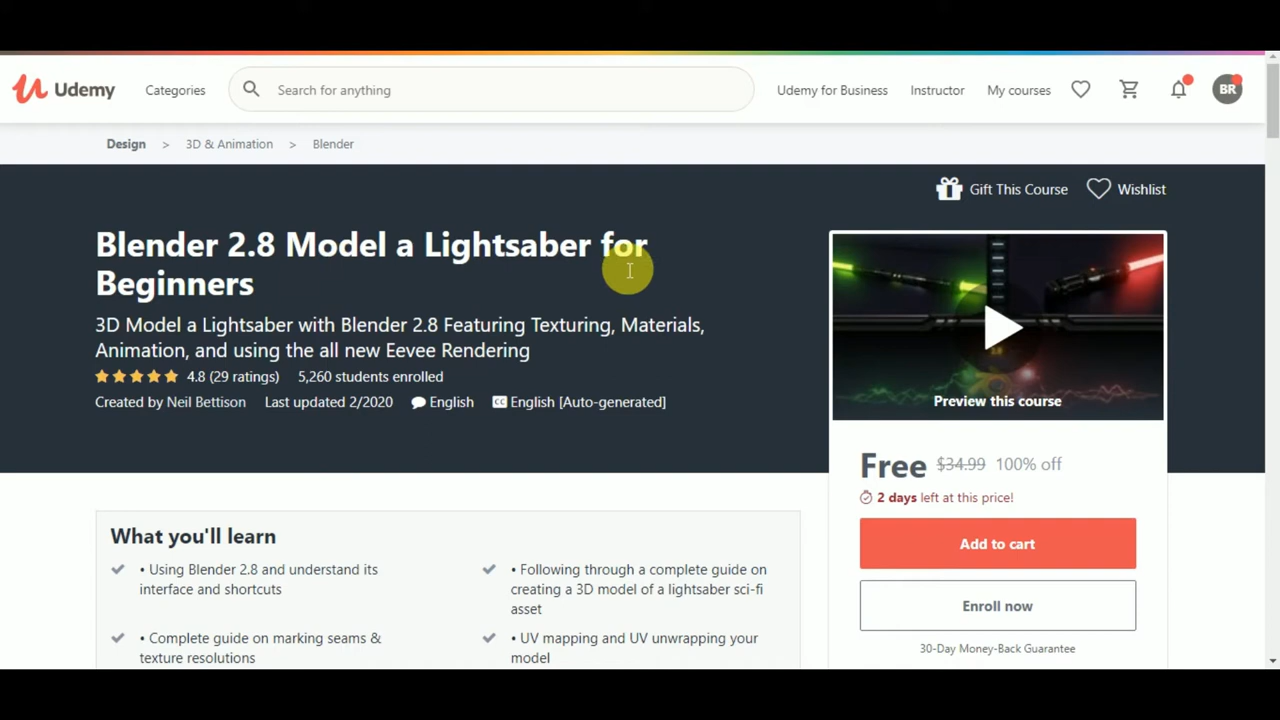 Udemy
Categories
Search for anything
Udemy for Business
Instructor
My courses
BR
Design > 3D & Animation > Blender
Gift This Course
Wishlist
Blender 2.8 Model a Lightsaber for
Beginners
3D Model a Lightsaber with Blender 2.8 Featuring Texturing, Materials,
Animation, and using the all new Eevee Rendering
4.8 (29 ratings) 5,260 students enrolled
Created by Neil Bettison Last updated 2/2020 English CC English [Auto-generated]
Preview this course
Free $34.99 100% off
2 days left at this price!
Add to cart
Enroll now
30-Day Money-Back Guarantee
What you'll learn
• Using Blender 2.8 and understand its
interface and shortcuts
• Following through a complete guide on
creating a 3D model of a lightsaber sci-fi
asset
• Complete guide on marking seams &
texture resolutions
• UV mapping and UV unwrapping your
model